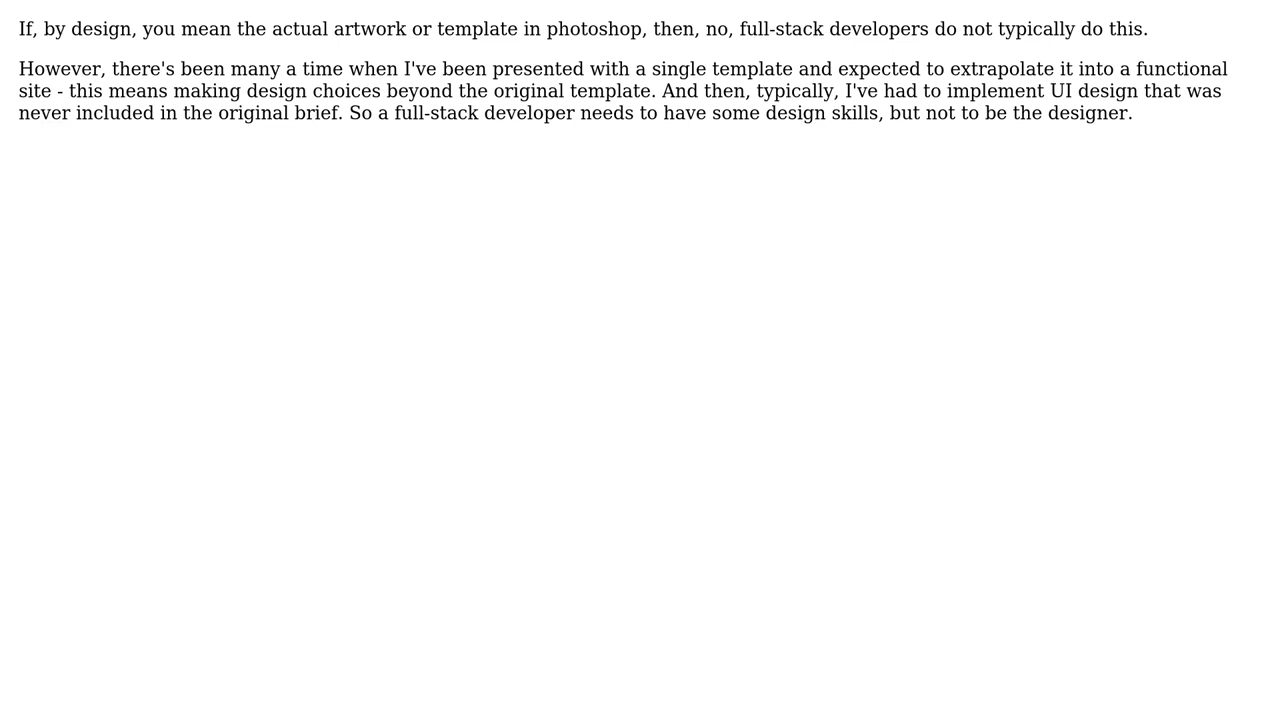 If, by design, you mean the actual artwork or template in photoshop, then, no, full-stack developers do not typically do this.
However, there's been many a time when I've been presented with a single template and expected to extrapolate it into a functional
site - this means making design choices beyond the original template. And then, typically, I've had to implement UI design that was
never included in the original brief. So a full-stack developer needs to have some design skills, but not to be the designer.